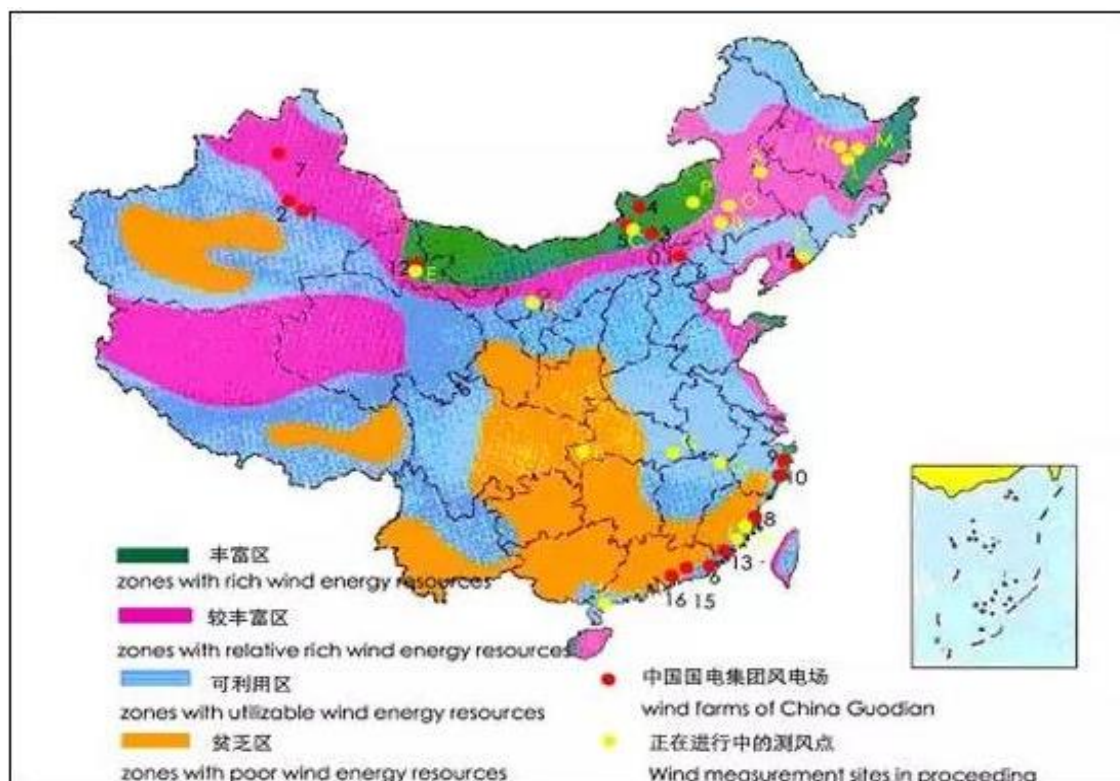 7
2
1
12
E
4
P
5
3
M
14
9
10
8
13
6
16
15
丰富区
zones with rich wind energy resources
较丰富区
zones with relative rich wind energy resources
可利用区
zones with utilizable wind energy resources
贫乏区
zones with poor wind energy resources
中国国电集团风电场
wind farms of China Guodian
正在进行中的测风点
Wind measurement sites in proceeding